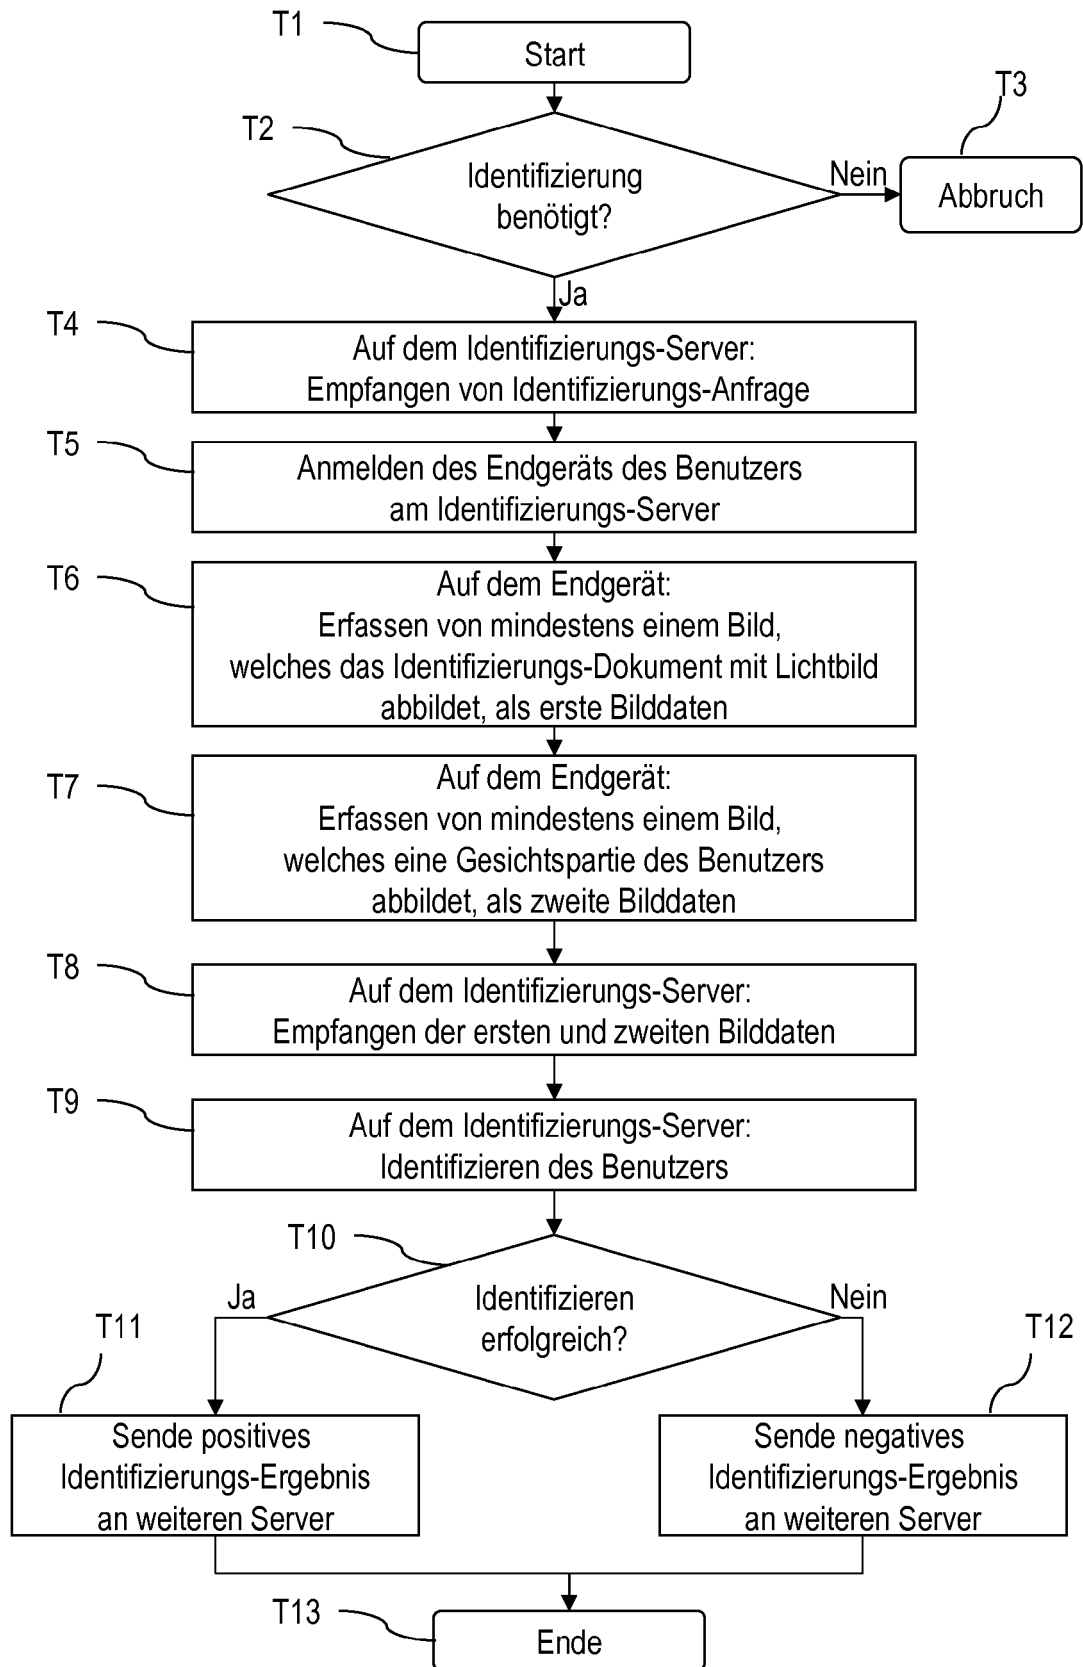 T1
Start
T3
T2
Identifizierung
benötigt?
Nein
Abbruch
Ja
T4
Auf dem Identifizierungs-Server:
Empfangen von Identifizierungs-Anfrage
T5
Anmelden des Endgeräts des Benutzers
am Identifizierungs-Server
T6
Auf dem Endgerät:
Erfassen von mindestens einem Bild,
welches das Identifizierungs-Dokument mit Lichtbild
abbildet, als erste Bilddaten
T7
Auf dem Endgerät:
Erfassen von mindestens einem Bild,
welches eine Gesichtspartie des Benutzers
abbildet, als zweite Bilddaten
T8
Auf dem Identifizierungs-Server:
Empfangen der ersten und zweiten Bilddaten
T9
Auf dem Identifizierungs-Server:
Identifizieren des Benutzers
T10
Identifizieren
erfolgreich?
Ja
Nein
T11
T12
Sende positives
Identifizierungs-Ergebnis
an weiteren Server
Sende negatives
Identifizierungs-Ergebnis
an weiteren Server
T13
Ende